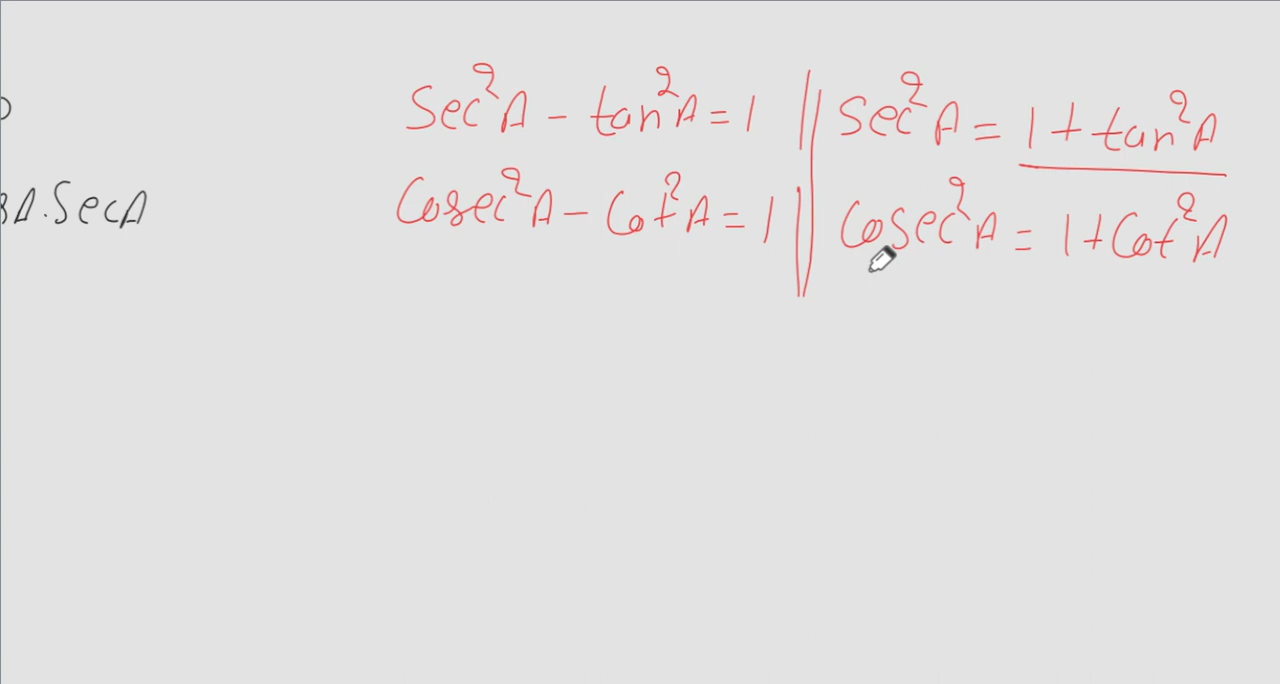 Sec²A - tan²A = 1 || Sec²A = 1 + tan²A
Cosec²A - Cot²A = 1 || Cosec²A = 1 + Cot²A
A.SecA